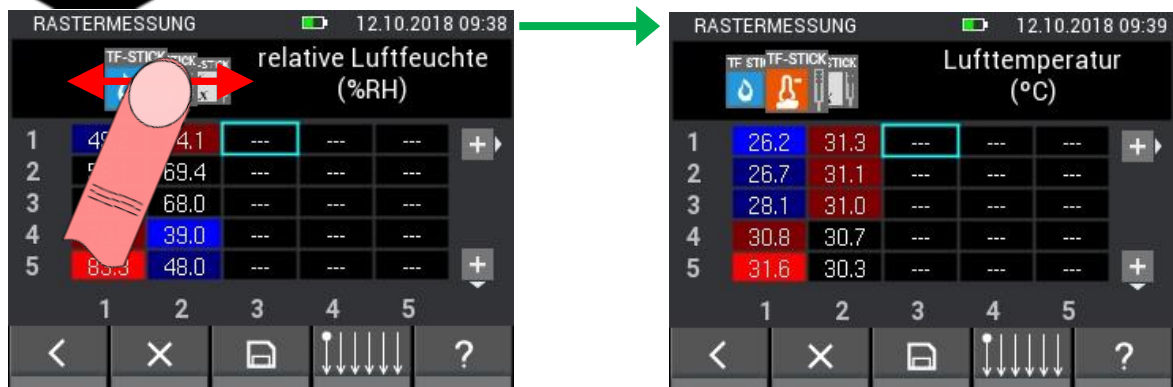 RASTERMESSUNG 12.10.2018 09:38
TF-STICK
relative Luftfeuchte
(%RH)
1 --- --- ---
2 69.4 --- --- ---
3 68.0 --- --- ---
4 39.0 --- --- ---
5 48.0 --- --- ---
1 2 3 4 5
?
RASTERMESSUNG 12.10.2018 09:39
TF-STICK
Lufttemperatur
(°C)
1 26.2 31.3 --- --- ---
2 26.7 31.1 --- --- ---
3 28.1 31.0 --- --- ---
4 30.8 30.7 --- --- ---
5 31.6 30.3 --- --- ---
1 2 3 4 5
?